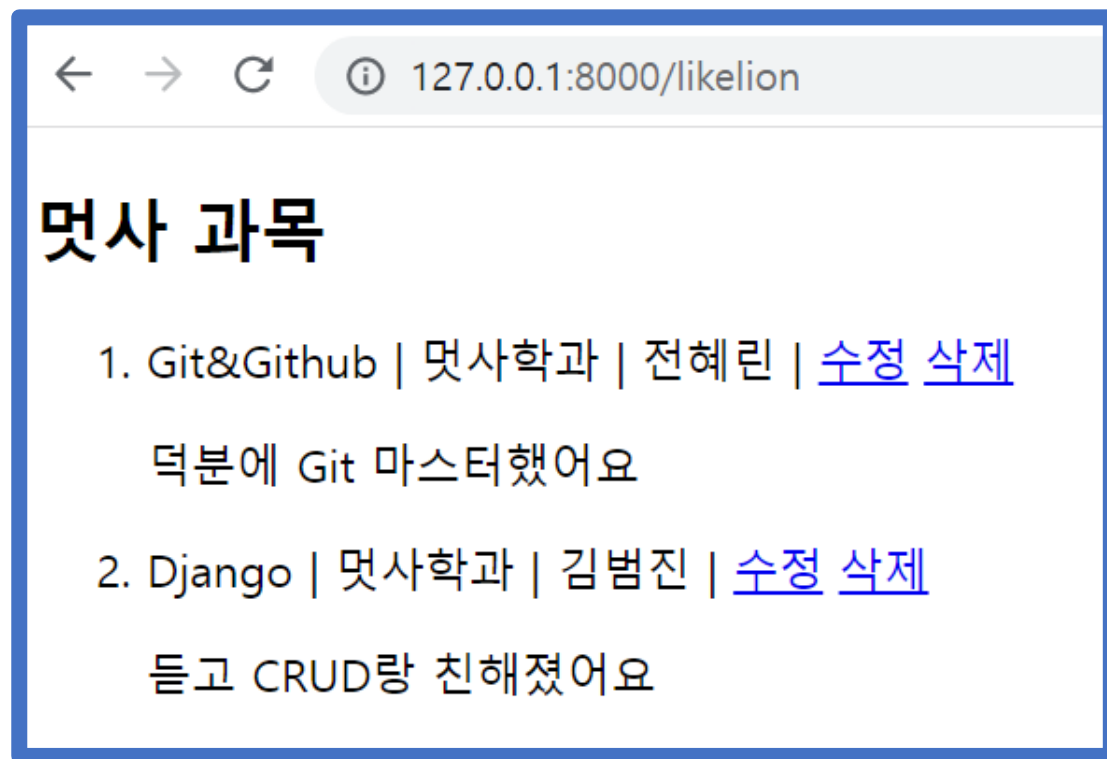 127.0.0.1:8000/likelion
멋사 과목
1. Git&Github | 멋사학과 | 전혜린 | 수정 삭제
덕분에 Git 마스터했어요
2. Django | 멋사학과 | 김범진 | 수정 삭제
듣고 CRUD랑 친해졌어요